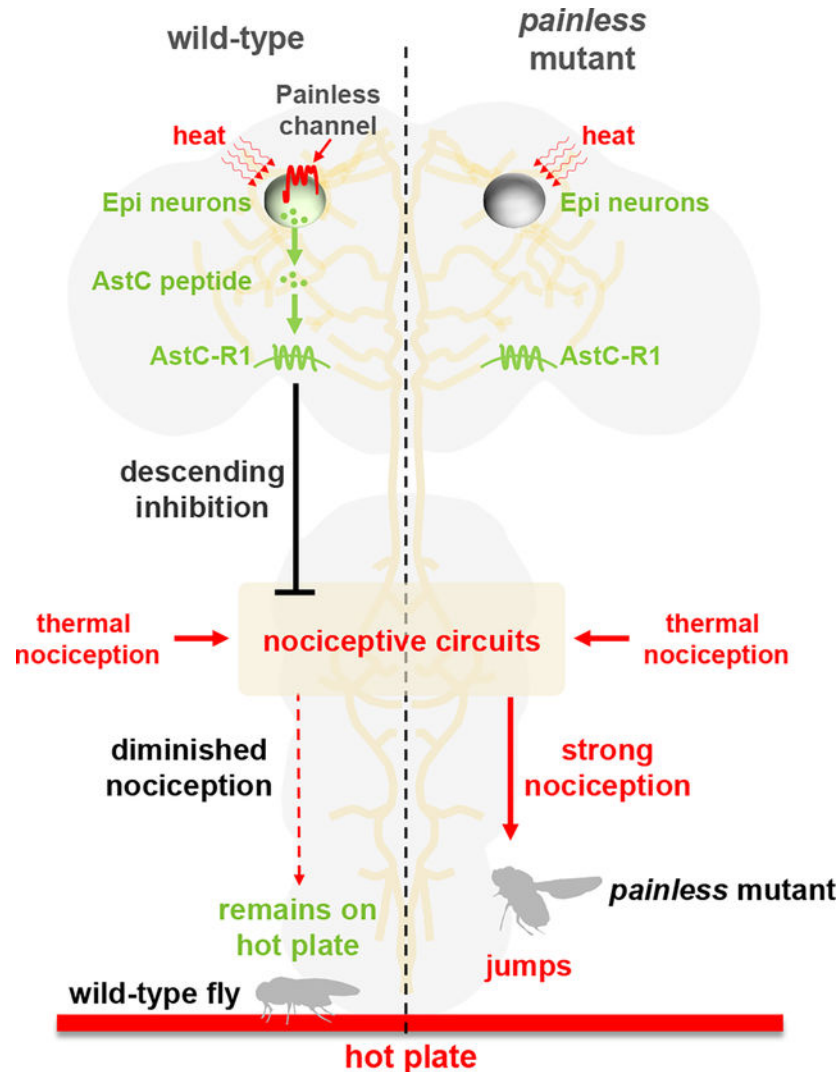 wild-type
painless
mutant
Painless
channel
heat
heat
Epi neurons
Epi neurons
AstC peptide
AstC-R1
AstC-R1
descending
inhibition
thermal
nociception
nociceptive circuits
thermal
nociception
diminished
nociception
strong
nociception
remains on
hot plate
painless mutant
jumps
wild-type fly
hot plate